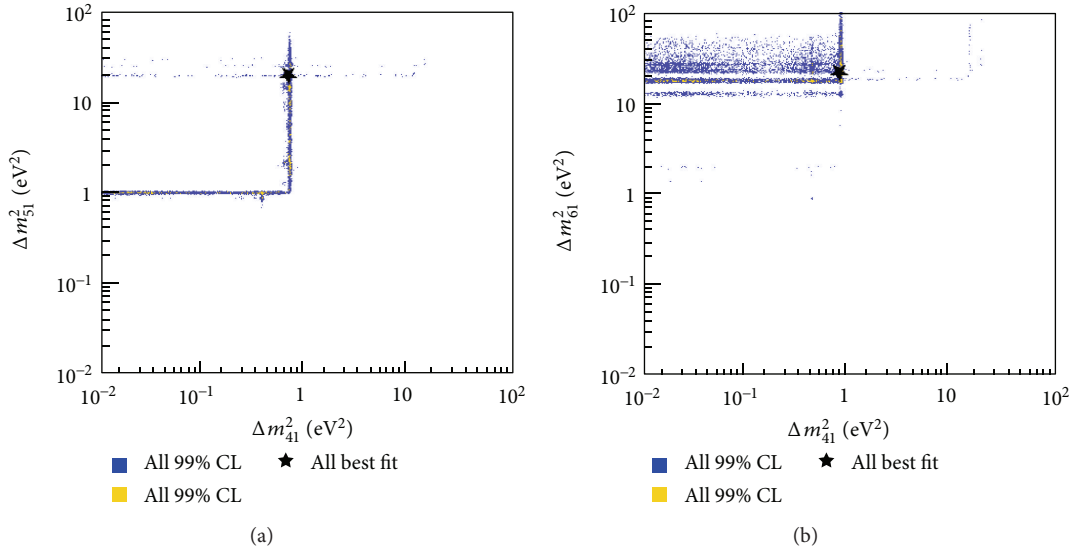 10² 10²
10 10
1 1
10⁻¹ 10⁻¹
10⁻² 10⁻²
Δm²₅₁ (eV²)
Δm²₆₁ (eV²)
10⁻² 10⁻¹ 1 10 10²
10⁻² 10⁻¹ 1 10 10²
Δm²₄₁ (eV²)
Δm²₄₁ (eV²)
All 99% CL All best fit
All 99% CL
All 99% CL All best fit
All 99% CL
(a)
(b)